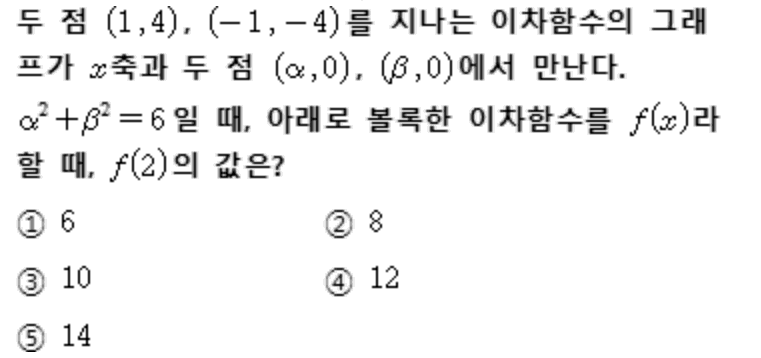 두 점 (1,4), (−1,−4)를 지나는 이차함수의 그래
프가 x축과 두 점 (α,0), (β,0)에서 만난다.
α²+β²=6일 때, 아래로 볼록한 이차함수를 f(x)라
할 때, f(2)의 값은?
① 6 ② 8
③ 10 ④ 12
⑤ 14